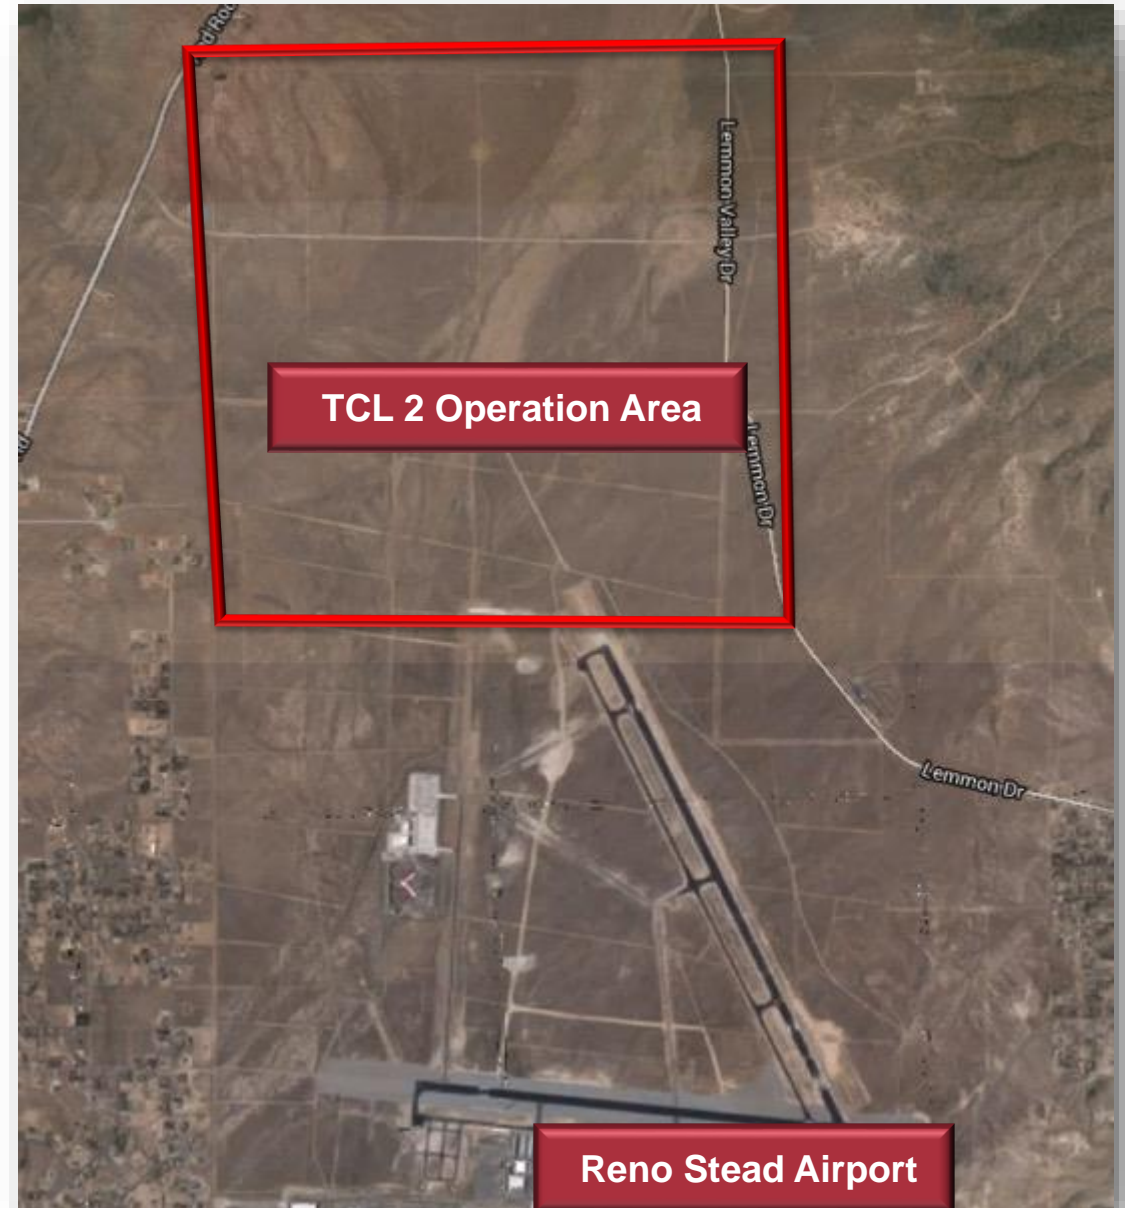 Lemmon Valley Dr
TCL 2 Operation Area
Lemmon Dr
Lemmon Dr
Reno Stead Airport